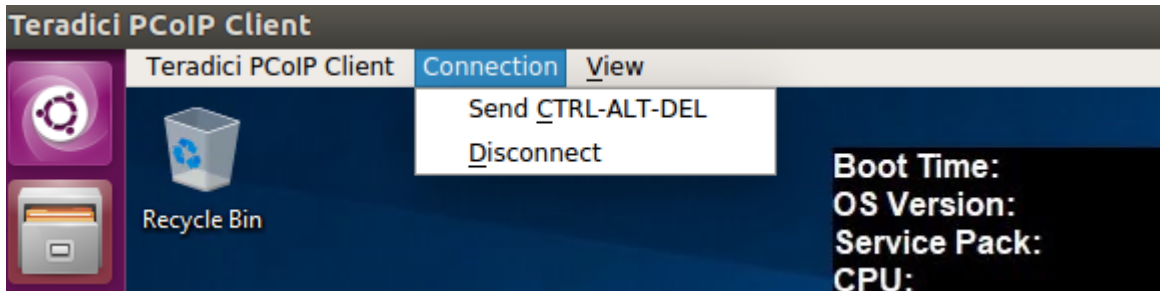 Teradici PCoIP Client
Teradici PCoIP Client Connection View
Send CTRL-ALT-DEL
Disconnect
Recycle Bin
Boot Time:
OS Version:
Service Pack:
CPU: